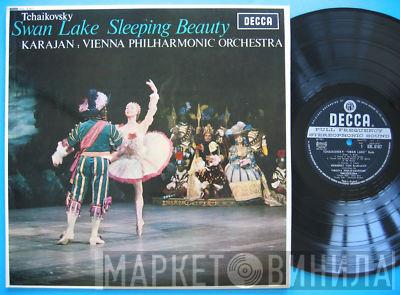 Tchaikovsky
Swan Lake Sleeping Beauty
KARAJAN : VIENNA PHILHARMONIC ORCHESTRA
DECCA
DECCA
FULL FREQUENCY
STEREOPHONIC SOUND
МАРКЕТ ВИНИЛА